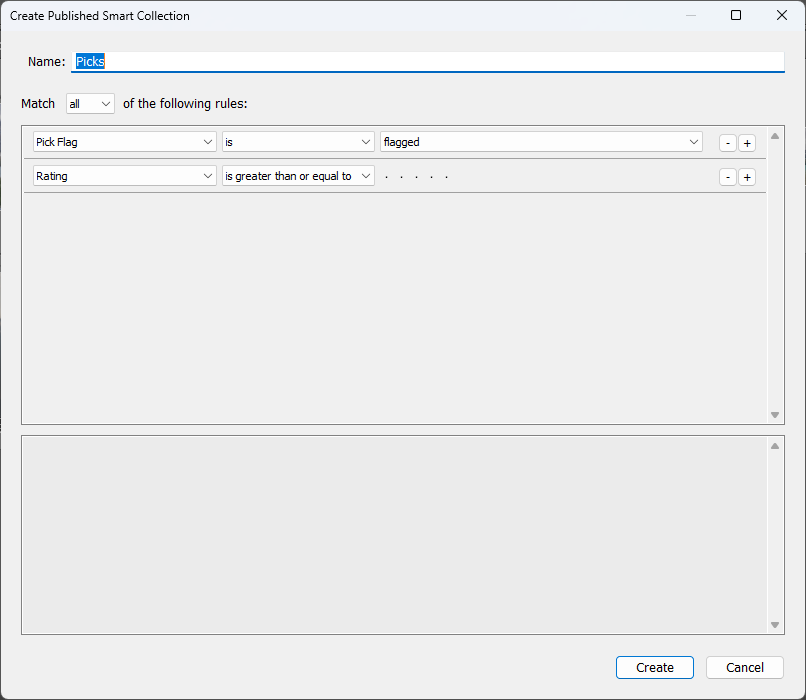 Create Published Smart Collection
Name: Picks
Match all of the following rules:
Pick Flag is flagged - +
Rating is greater than or equal to . . . . . - +
Create Cancel